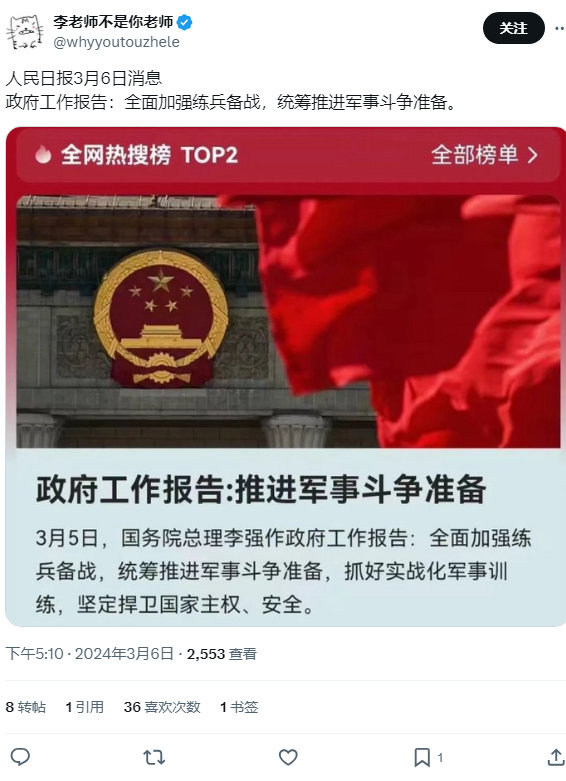 李老师不是你老师
@whyyoutouzhele
关注
人民日报3月6日消息
政府工作报告：全面加强练兵备战，统筹推进军事斗争准备。
全网热搜榜 TOP2
全部榜单
政府工作报告:推进军事斗争准备
3月5日，国务院总理李强作政府工作报告：全面加强练
兵备战，统筹推进军事斗争准备，抓好实战化军事训
练，坚定捍卫国家主权、安全。
下午5:10 · 2024年3月6日 · 2,553 查看
8 转帖 1 引用 36 喜欢次数 1 书签
1